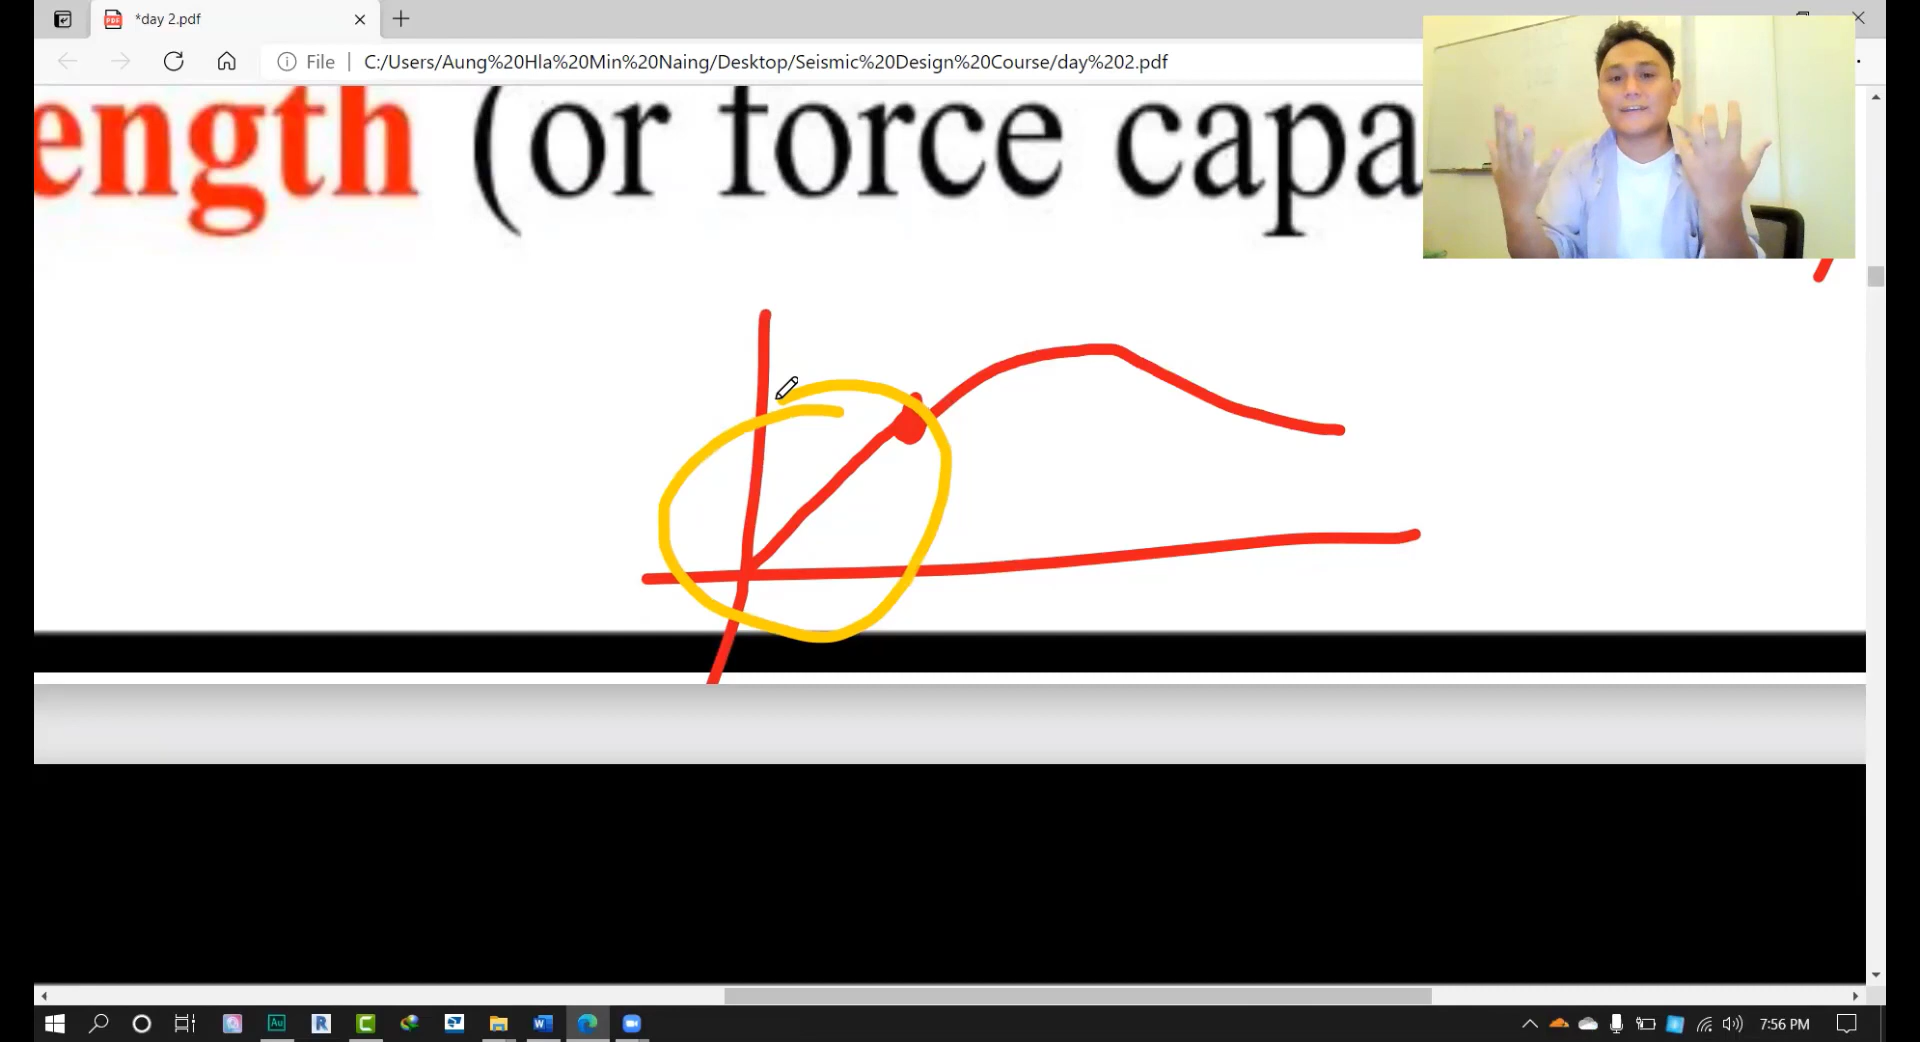 *day 2.pdf
File | C:/Users/Aung%20Hla%20Min%20Naing/Desktop/Seismic%20Design%20Course/day%202.pdf
ength (or force capa
7:56 PM